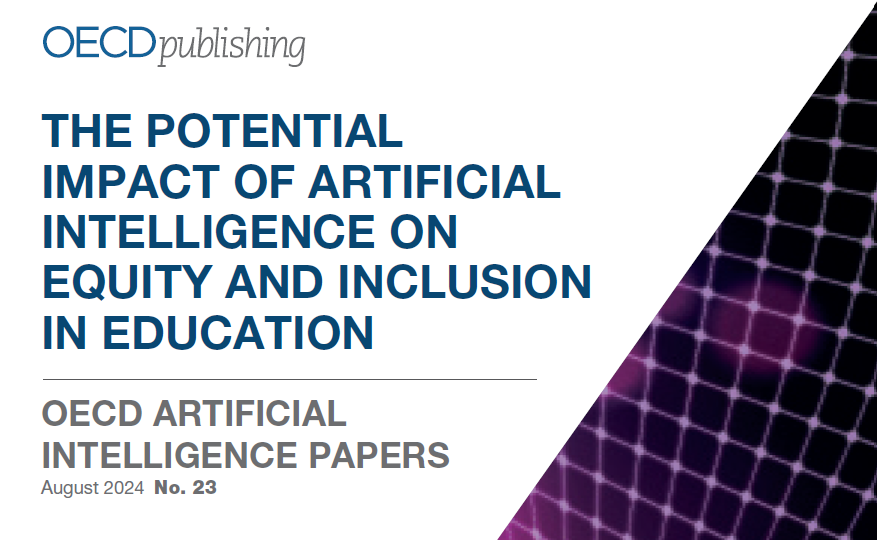 OECDpublishing
THE POTENTIAL
IMPACT OF ARTIFICIAL
INTELLIGENCE ON
EQUITY AND INCLUSION
IN EDUCATION
OECD ARTIFICIAL
INTELLIGENCE PAPERS
August 2024 No. 23